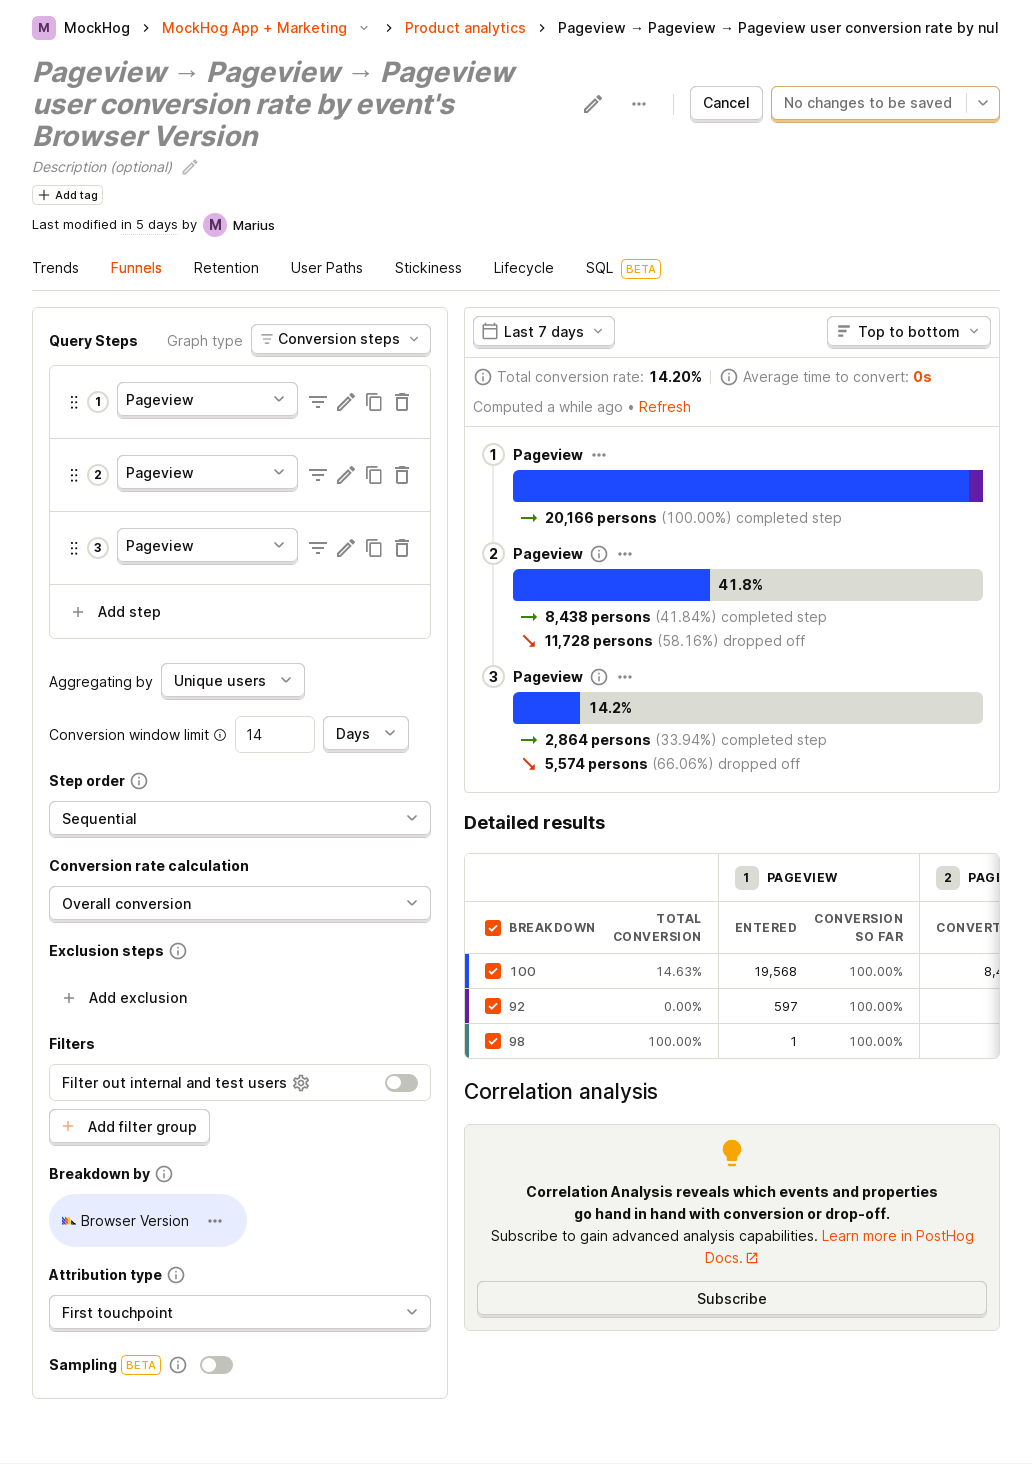 M MockHog > MockHog App + Marketing > Product analytics > Pageview → Pageview → Pageview user conversion rate by nul
Pageview → Pageview → Pageview
user conversion rate by event's
Browser Version
Cancel
No changes to be saved
Description (optional)
+ Add tag
Last modified in 5 days by M Marius
Trends Funnels Retention User Paths Stickiness Lifecycle SQL BETA
Query Steps Graph type Conversion steps
1 Pageview
2 Pageview
3 Pageview
+ Add step
Aggregating by Unique users
Conversion window limit 14 Days
Step order
Sequential
Conversion rate calculation
Overall conversion
Exclusion steps
+ Add exclusion
Filters
Filter out internal and test users
+ Add filter group
Breakdown by
Browser Version
Attribution type
First touchpoint
Sampling BETA
Last 7 days Top to bottom
Total conversion rate: 14.20% Average time to convert: 0s
Computed a while ago • Refresh
1 Pageview
→ 20,166 persons (100.00%) completed step
2 Pageview
41.8%
→ 8,438 persons (41.84%) completed step
↘ 11,728 persons (58.16%) dropped off
3 Pageview
14.2%
→ 2,864 persons (33.94%) completed step
↘ 5,574 persons (66.06%) dropped off
Detailed results
1 PAGEVIEW 2 PAGE
BREAKDOWN TOTAL CONVERSION ENTERED CONVERSION SO FAR CONVERT
100 14.63% 19,568 100.00% 8,4
92 0.00% 597 100.00%
98 100.00% 1 100.00%
Correlation analysis
Correlation Analysis reveals which events and properties
go hand in hand with conversion or drop-off.
Subscribe to gain advanced analysis capabilities. Learn more in PostHog
Docs.
Subscribe